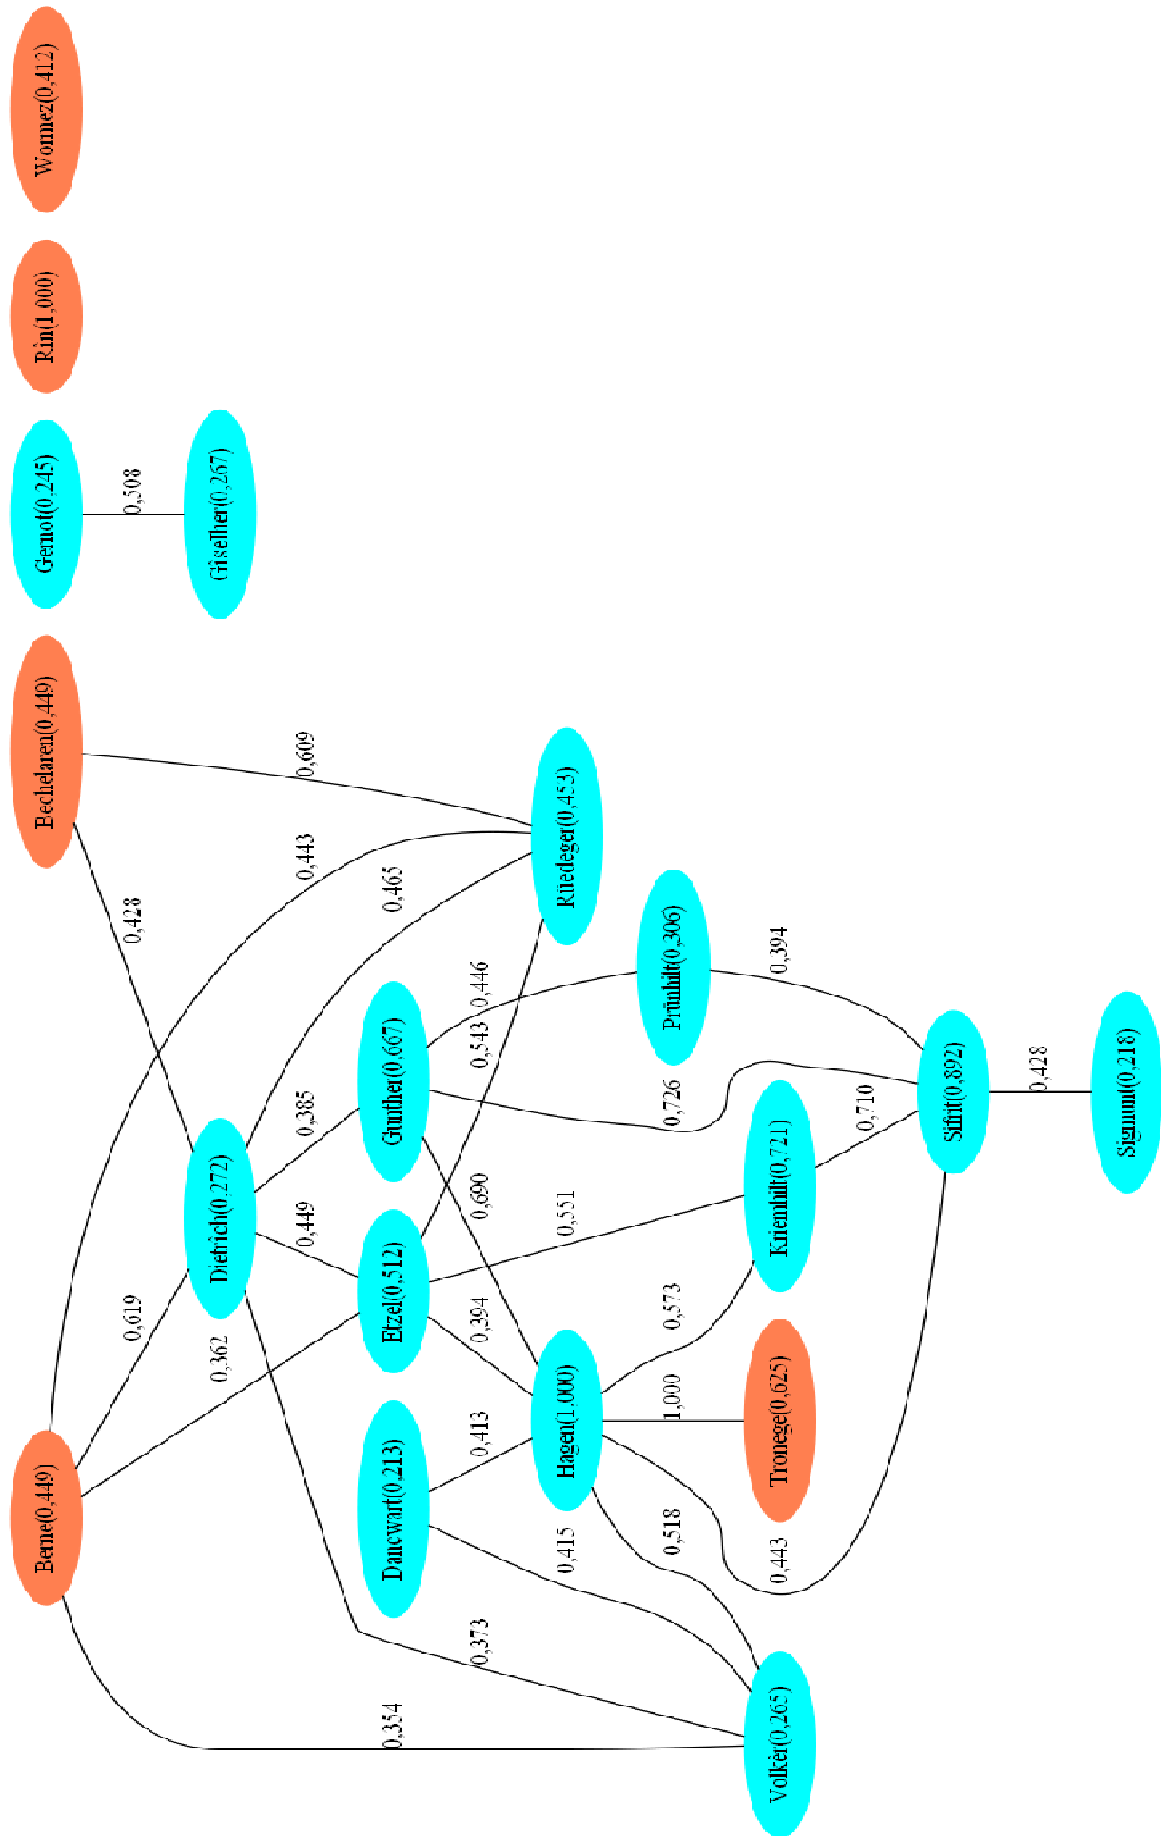 Berne(0,449)
Bechelaren(0,449)
Gernot(0,245)
Rîn(1,000)
Wormez(0,412)
0,619
0,428
0,508
0,362
Dietrîch(0,272)
Gîselher(0,267)
0,449
0,385
0,443
0,609
0,354
Dancwart(0,213)
Etzel(0,512)
Gunther(0,667)
0,465
0,373
0,413
0,394
0,690
0,543
0,446
0,415
Hagen(1,000)
0,551
Rüedeger(0,453)
0,518
1,000
0,573
0,726
Prünhilt(0,306)
Volkêr(0,265)
0,443
Tronege(0,625)
Kriemhilt(0,721)
0,394
0,710
Sîfrit(0,892)
0,428
Sigmunt(0,218)